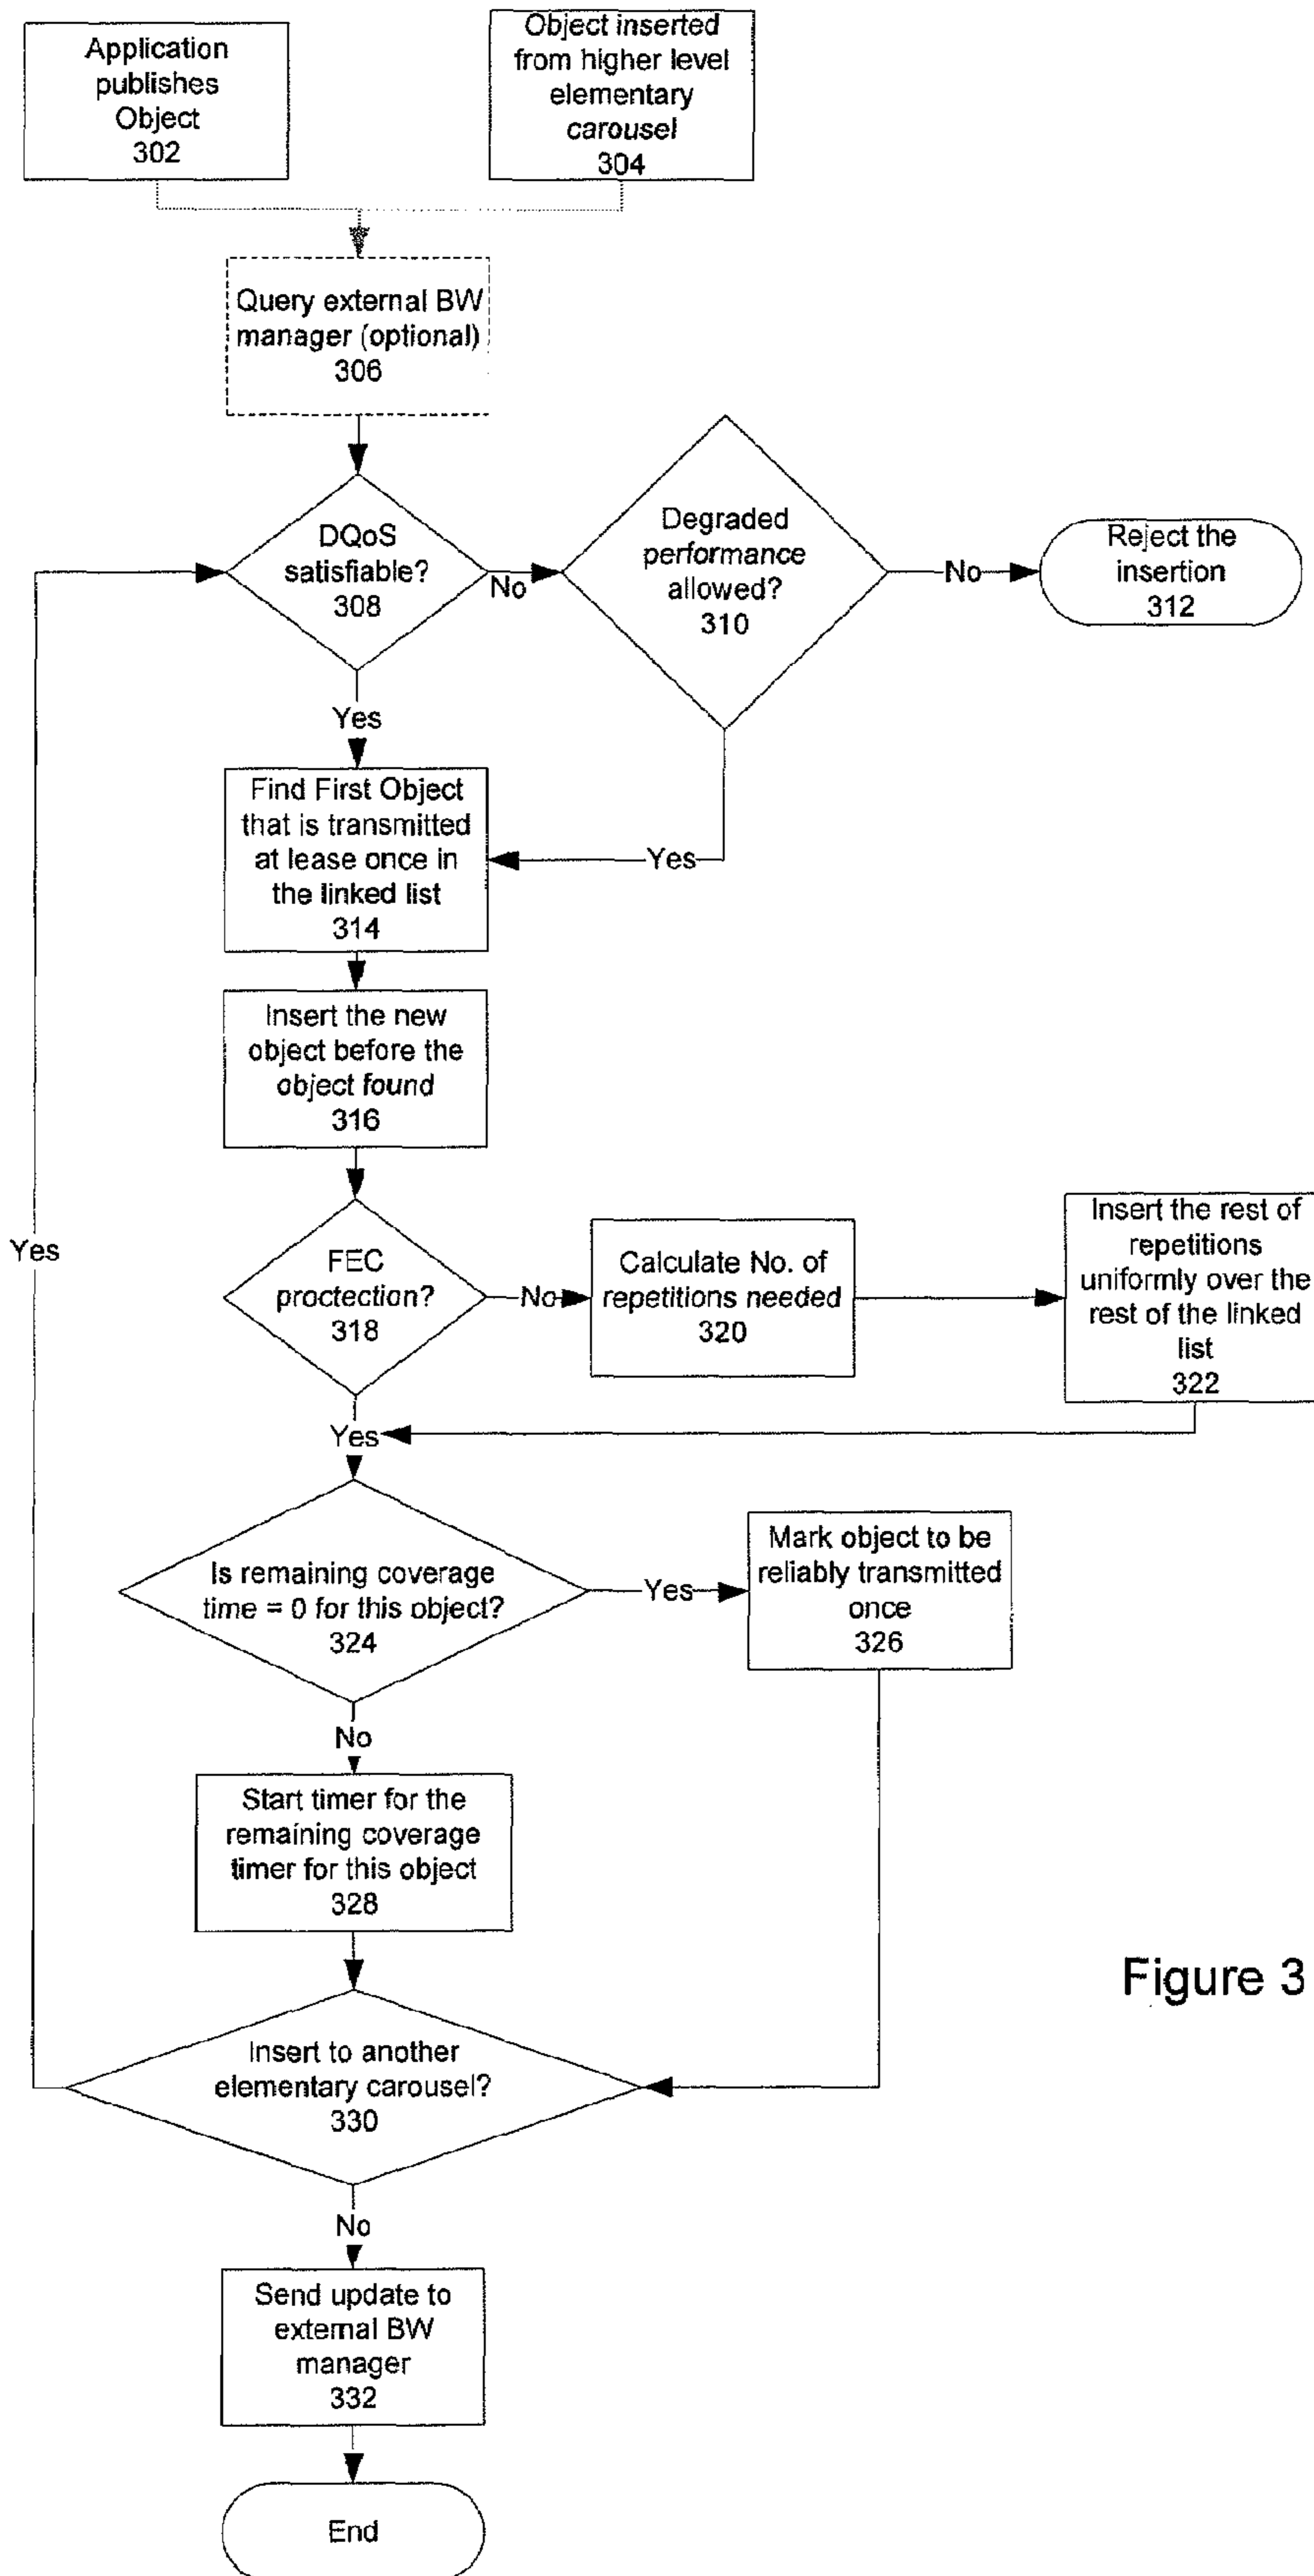 Application
publishes
Object
302
Object inserted
from higher level
elementary
carousel
304
Query external BW
manager (optional)
306
DQoS
satisfiable?
308
No
Degraded
performance
allowed?
310
No
Reject the
insertion
312
Yes
Find First Object
that is transmitted
at lease once in
the linked list
314
Yes
Insert the new
object before the
object found
316
Yes
FEC
proctection?
318
No
Calculate No. of
repetitions needed
320
Insert the rest of
repetitions
uniformly over the
rest of the linked
list
322
Yes
Is remaining coverage
time = 0 for this object?
324
Yes
Mark object to be
reliably transmitted
once
326
No
Start timer for the
remaining coverage
timer for this object
328
Figure 3
Insert to another
elementary carousel?
330
No
Send update to
external BW
manager
332
End